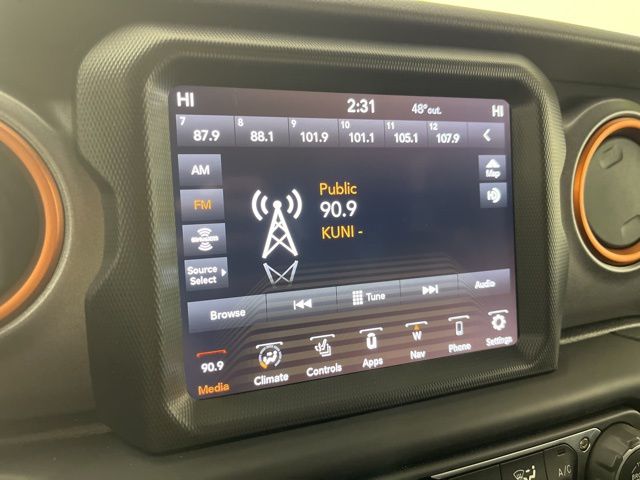 HI 2:31 48°out. HI
7 8 9 10 11 12
87.9 88.1 101.9 101.1 105.1 107.9
AM
Map
Public
FM
90.9
KUNI -
SiriusXM
Source
Select
Browse Tune Audio
90.9
W
Media Climate Controls Apps Nav Phone Settings
A/C